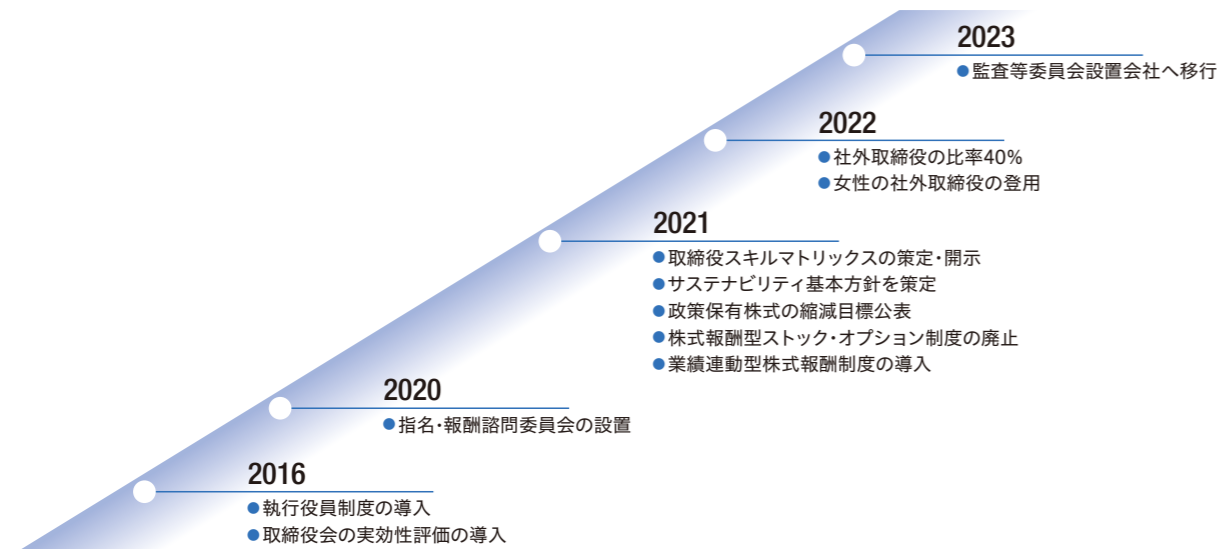 2023
●監査等委員会設置会社へ移行
2022
●社外取締役の比率40%
●女性の社外取締役の登用
2021
●取締役スキルマトリックスの策定・開示
●サステナビリティ基本方針を策定
●政策保有株式の縮減目標公表
●株式報酬型ストック・オプション制度の廃止
●業績連動型株式報酬制度の導入
2020
●指名・報酬諮問委員会の設置
2016
●執行役員制度の導入
●取締役会の実効性評価の導入